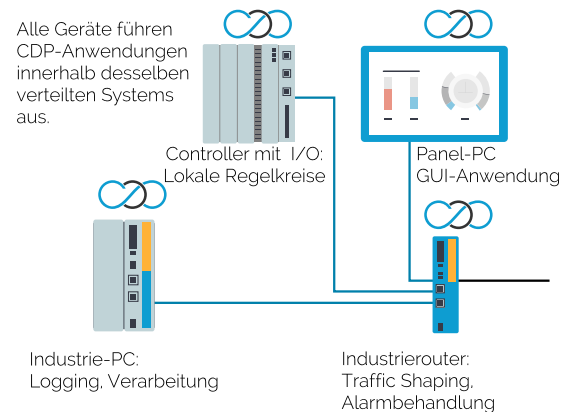 Alle Geräte führen
CDP-Anwendungen
innerhalb desselben
verteilten Systems
aus.
Controller mit I/O:
Lokale Regelkreise
Panel-PC
GUI-Anwendung
Industrie-PC:
Logging, Verarbeitung
Industrierouter:
Traffic Shaping,
Alarmbehandlung